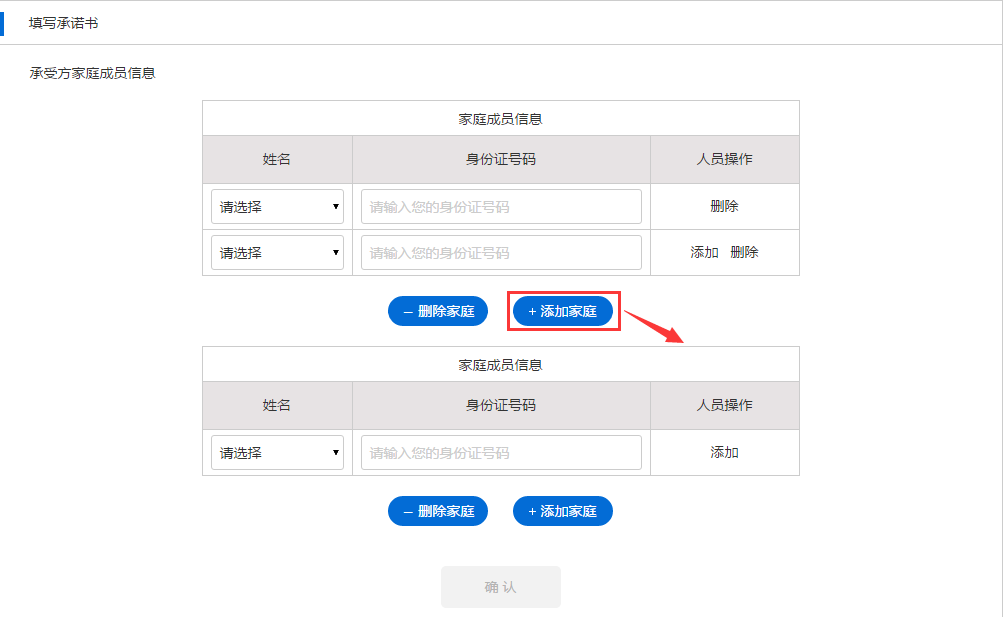 填写承诺书
承受方家庭成员信息
家庭成员信息
姓名 身份证号码 人员操作
请选择 请输入您的身份证号码 删除
请选择 请输入您的身份证号码 添加 删除
– 删除家庭 + 添加家庭
家庭成员信息
姓名 身份证号码 人员操作
请选择 请输入您的身份证号码 添加
– 删除家庭 + 添加家庭
确 认